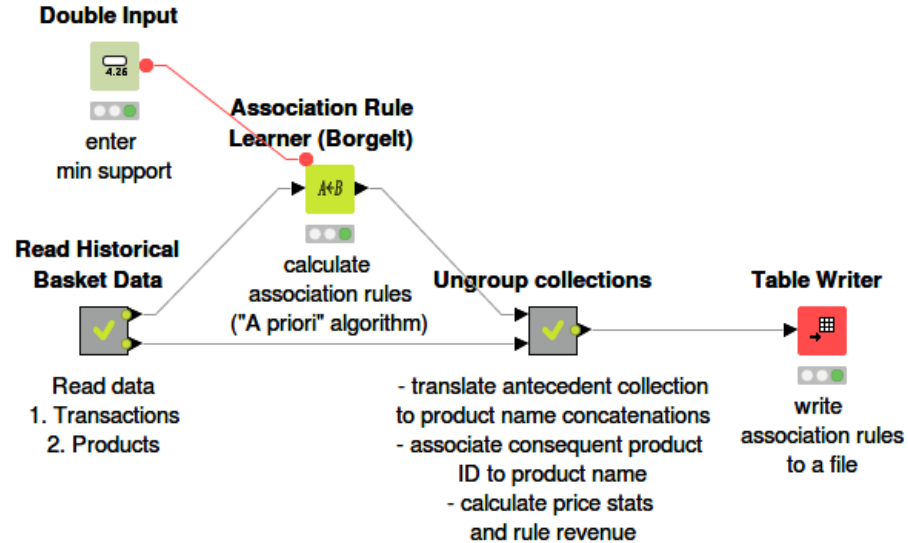 Double Input
4.26
enter
min support
Association Rule
Learner (Borgelt)
A←B
calculate
association rules
("A priori" algorithm)
Read Historical
Basket Data
Read data
1. Transactions
2. Products
Ungroup collections
- translate antecedent collection
to product name concatenations
- associate consequent product
ID to product name
- calculate price stats
and rule revenue
Table Writer
write
association rules
to a file